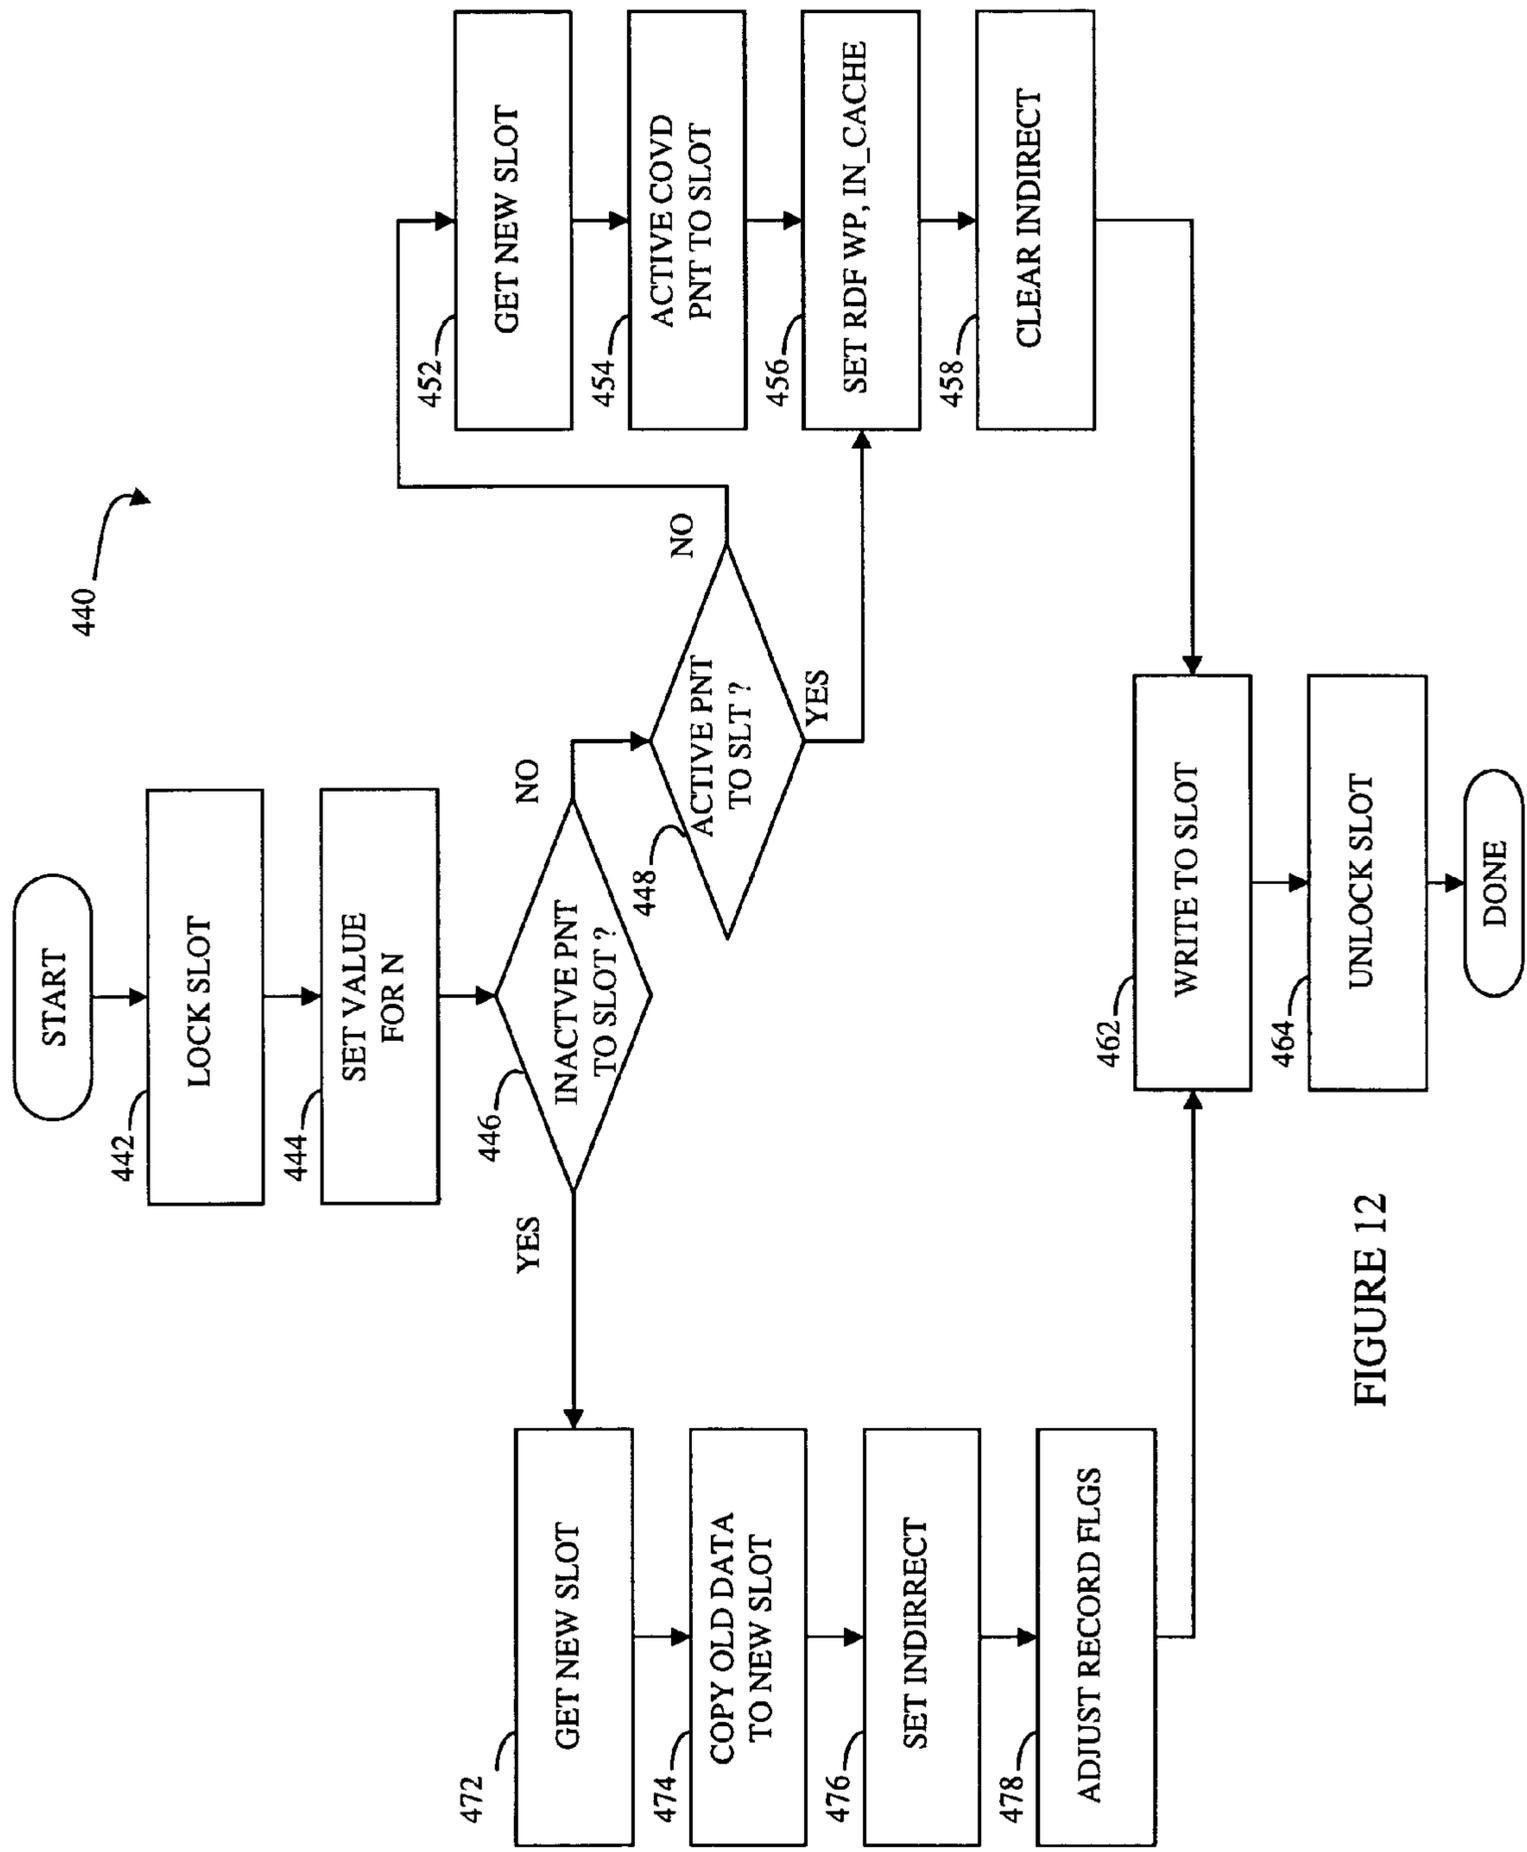 440
START
442
LOCK SLOT
444
SET VALUE
FOR N
446
INACTVE PNT
TO SLOT ?
YES
NO
448
ACTIVE PNT
TO SLT ?
NO
YES
452
GET NEW SLOT
454
ACTIVE COVD
PNT TO SLOT
456
SET RDF WP, IN_CACHE
458
CLEAR INDIRECT
472
GET NEW SLOT
474
COPY OLD DATA
TO NEW SLOT
476
SET INDIRRECT
478
ADJUST RECORD FLGS
462
WRITE TO SLOT
464
UNLOCK SLOT
DONE
FIGURE 12